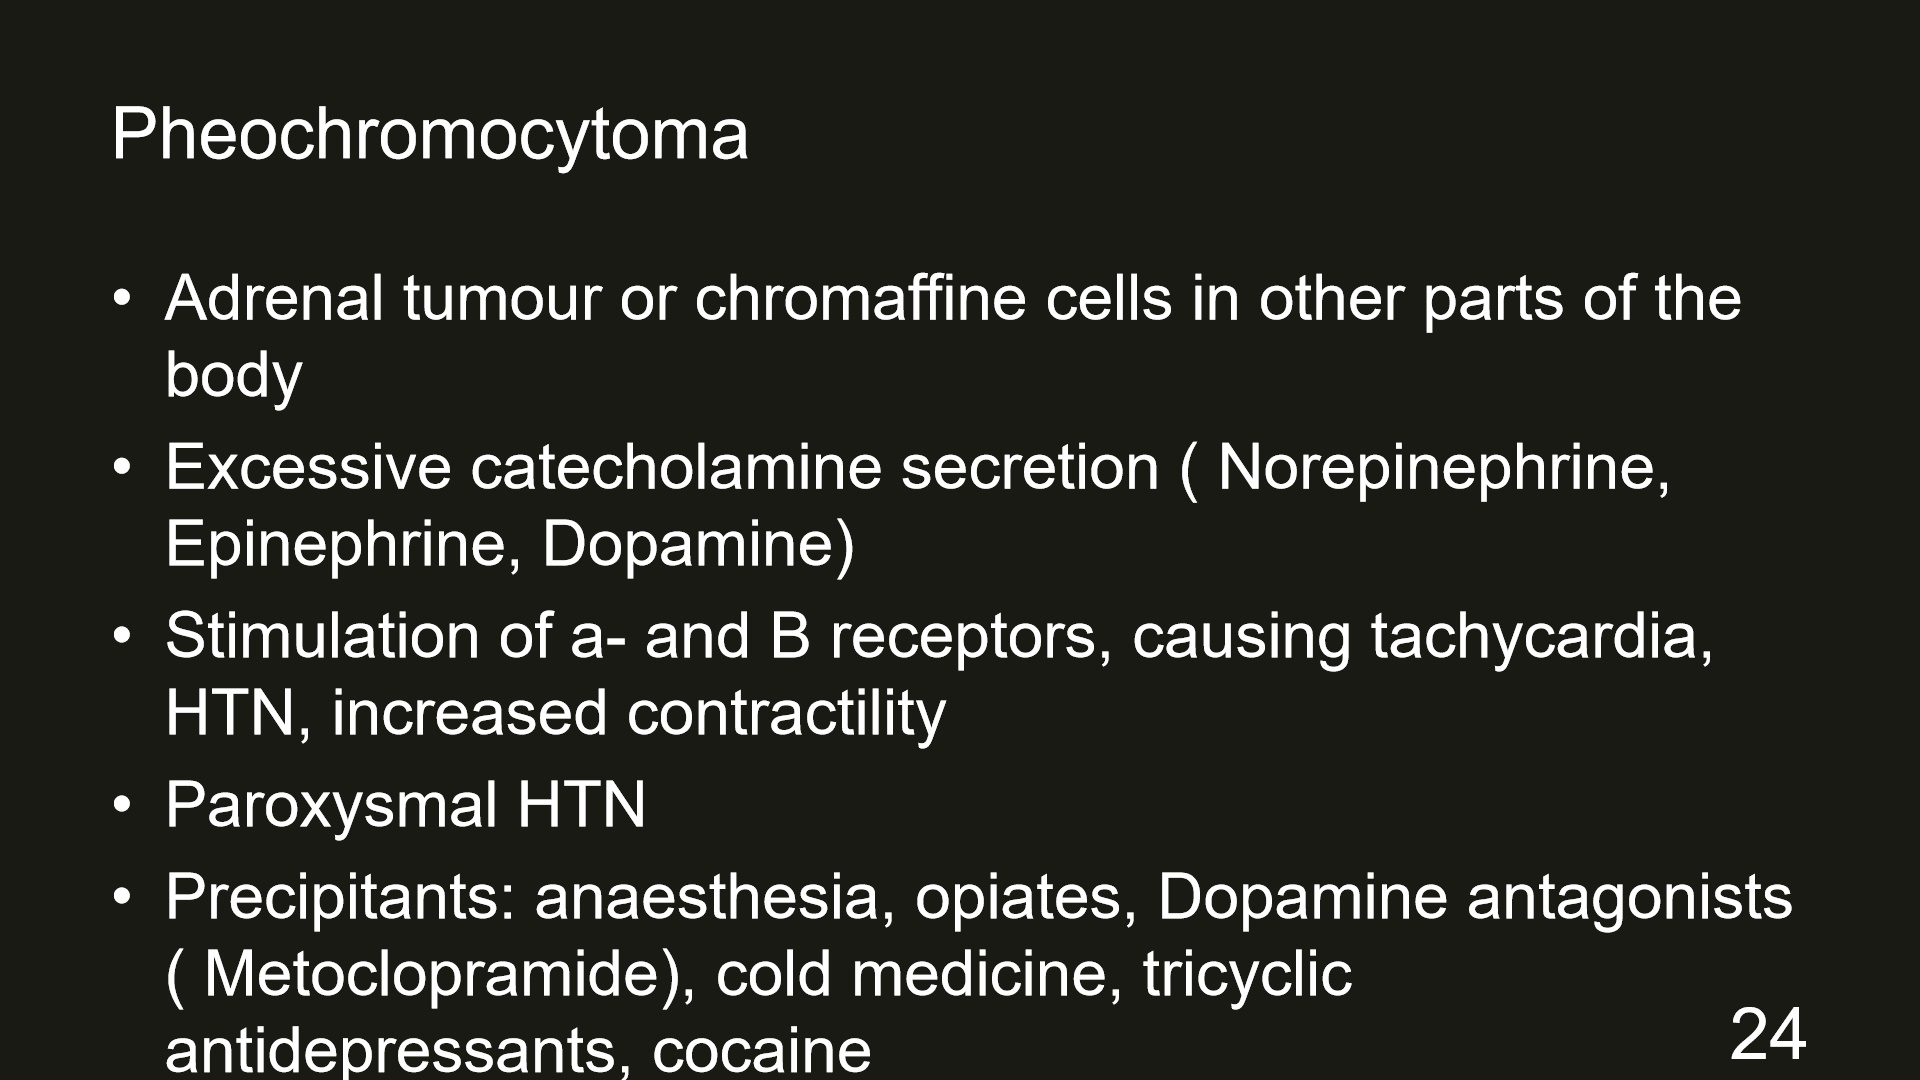 Pheochromocytoma
• Adrenal tumour or chromaffine cells in other parts of the
body
• Excessive catecholamine secretion ( Norepinephrine,
Epinephrine, Dopamine)
• Stimulation of a- and B receptors, causing tachycardia,
HTN, increased contractility
• Paroxysmal HTN
• Precipitants: anaesthesia, opiates, Dopamine antagonists
( Metoclopramide), cold medicine, tricyclic
antidepressants, cocaine
24